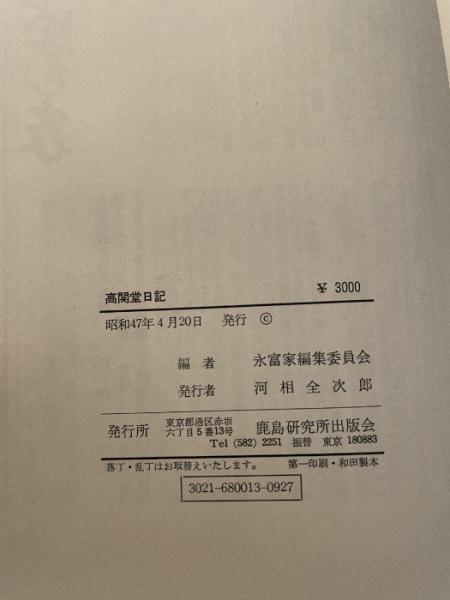 高関堂日記 ¥ 3000
昭和47年4月20日 発行 ©
編者 永富家編集委員会
発行者 河相全次郎
発行所 東京都港区赤坂六丁目5番13号 鹿島研究所出版会
Tel (582) 2251 振替 東京 180883
落丁・乱丁はお取替えいたします。 第一印刷・和田製本
3021-680013-0927